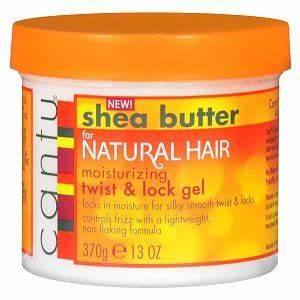 cantu
NEW!
shea butter
for
NATURAL HAIR
moisturizing
twist & lock gel
locks in moisture for silky smooth twist & locks
controls frizz with a lightweight,
non-flaking formula
370g e 13 OZ